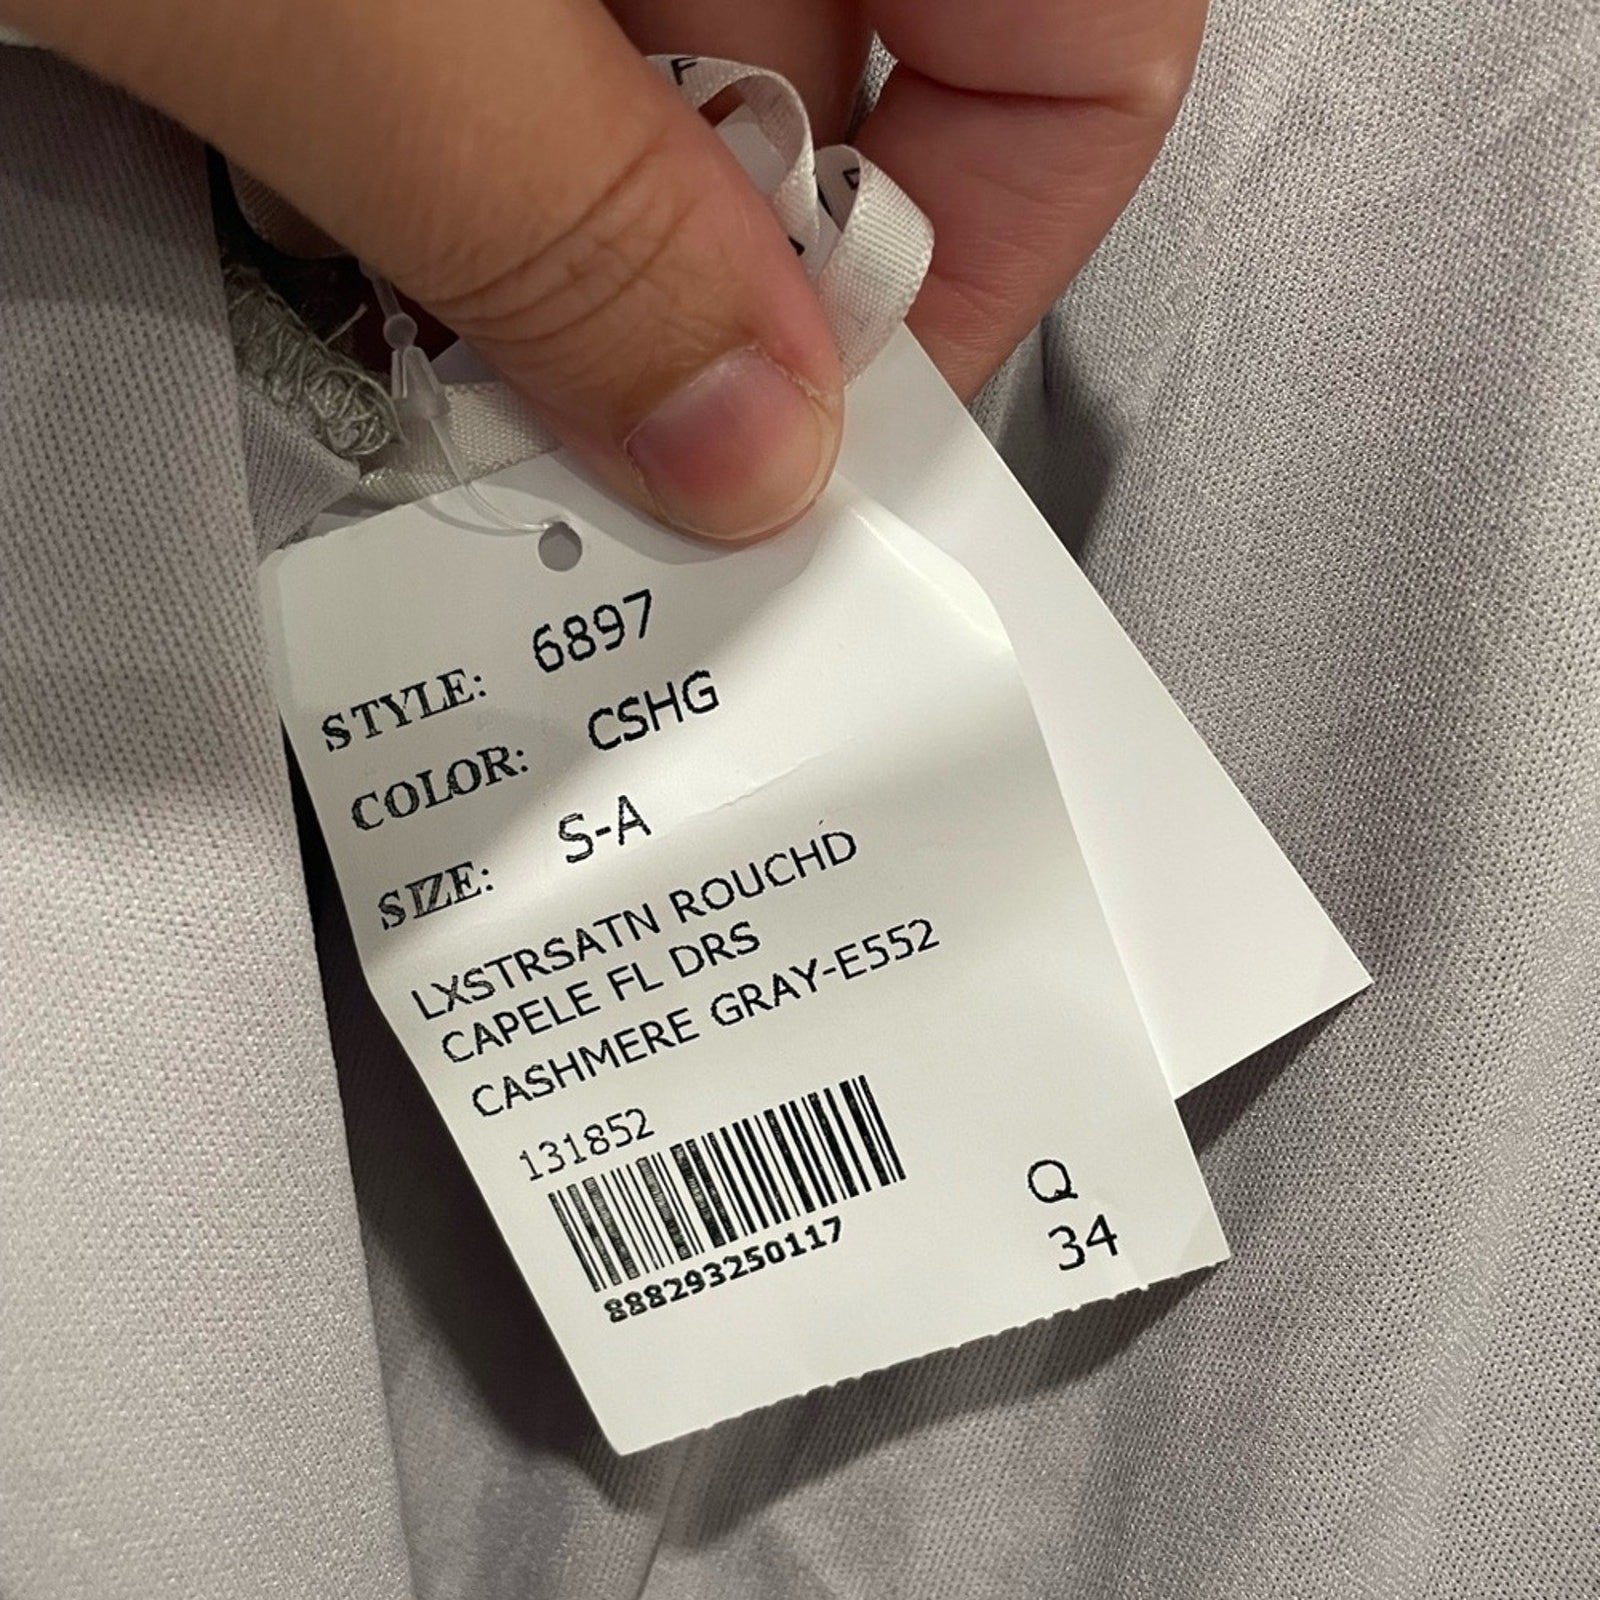 STYLE: 6897
COLOR: CSHG
SIZE: S-A
LXSTRSATN ROUCHD
CAPELE FL DRS
CASHMERE GRAY-E552
131852
888293250117
Q
34